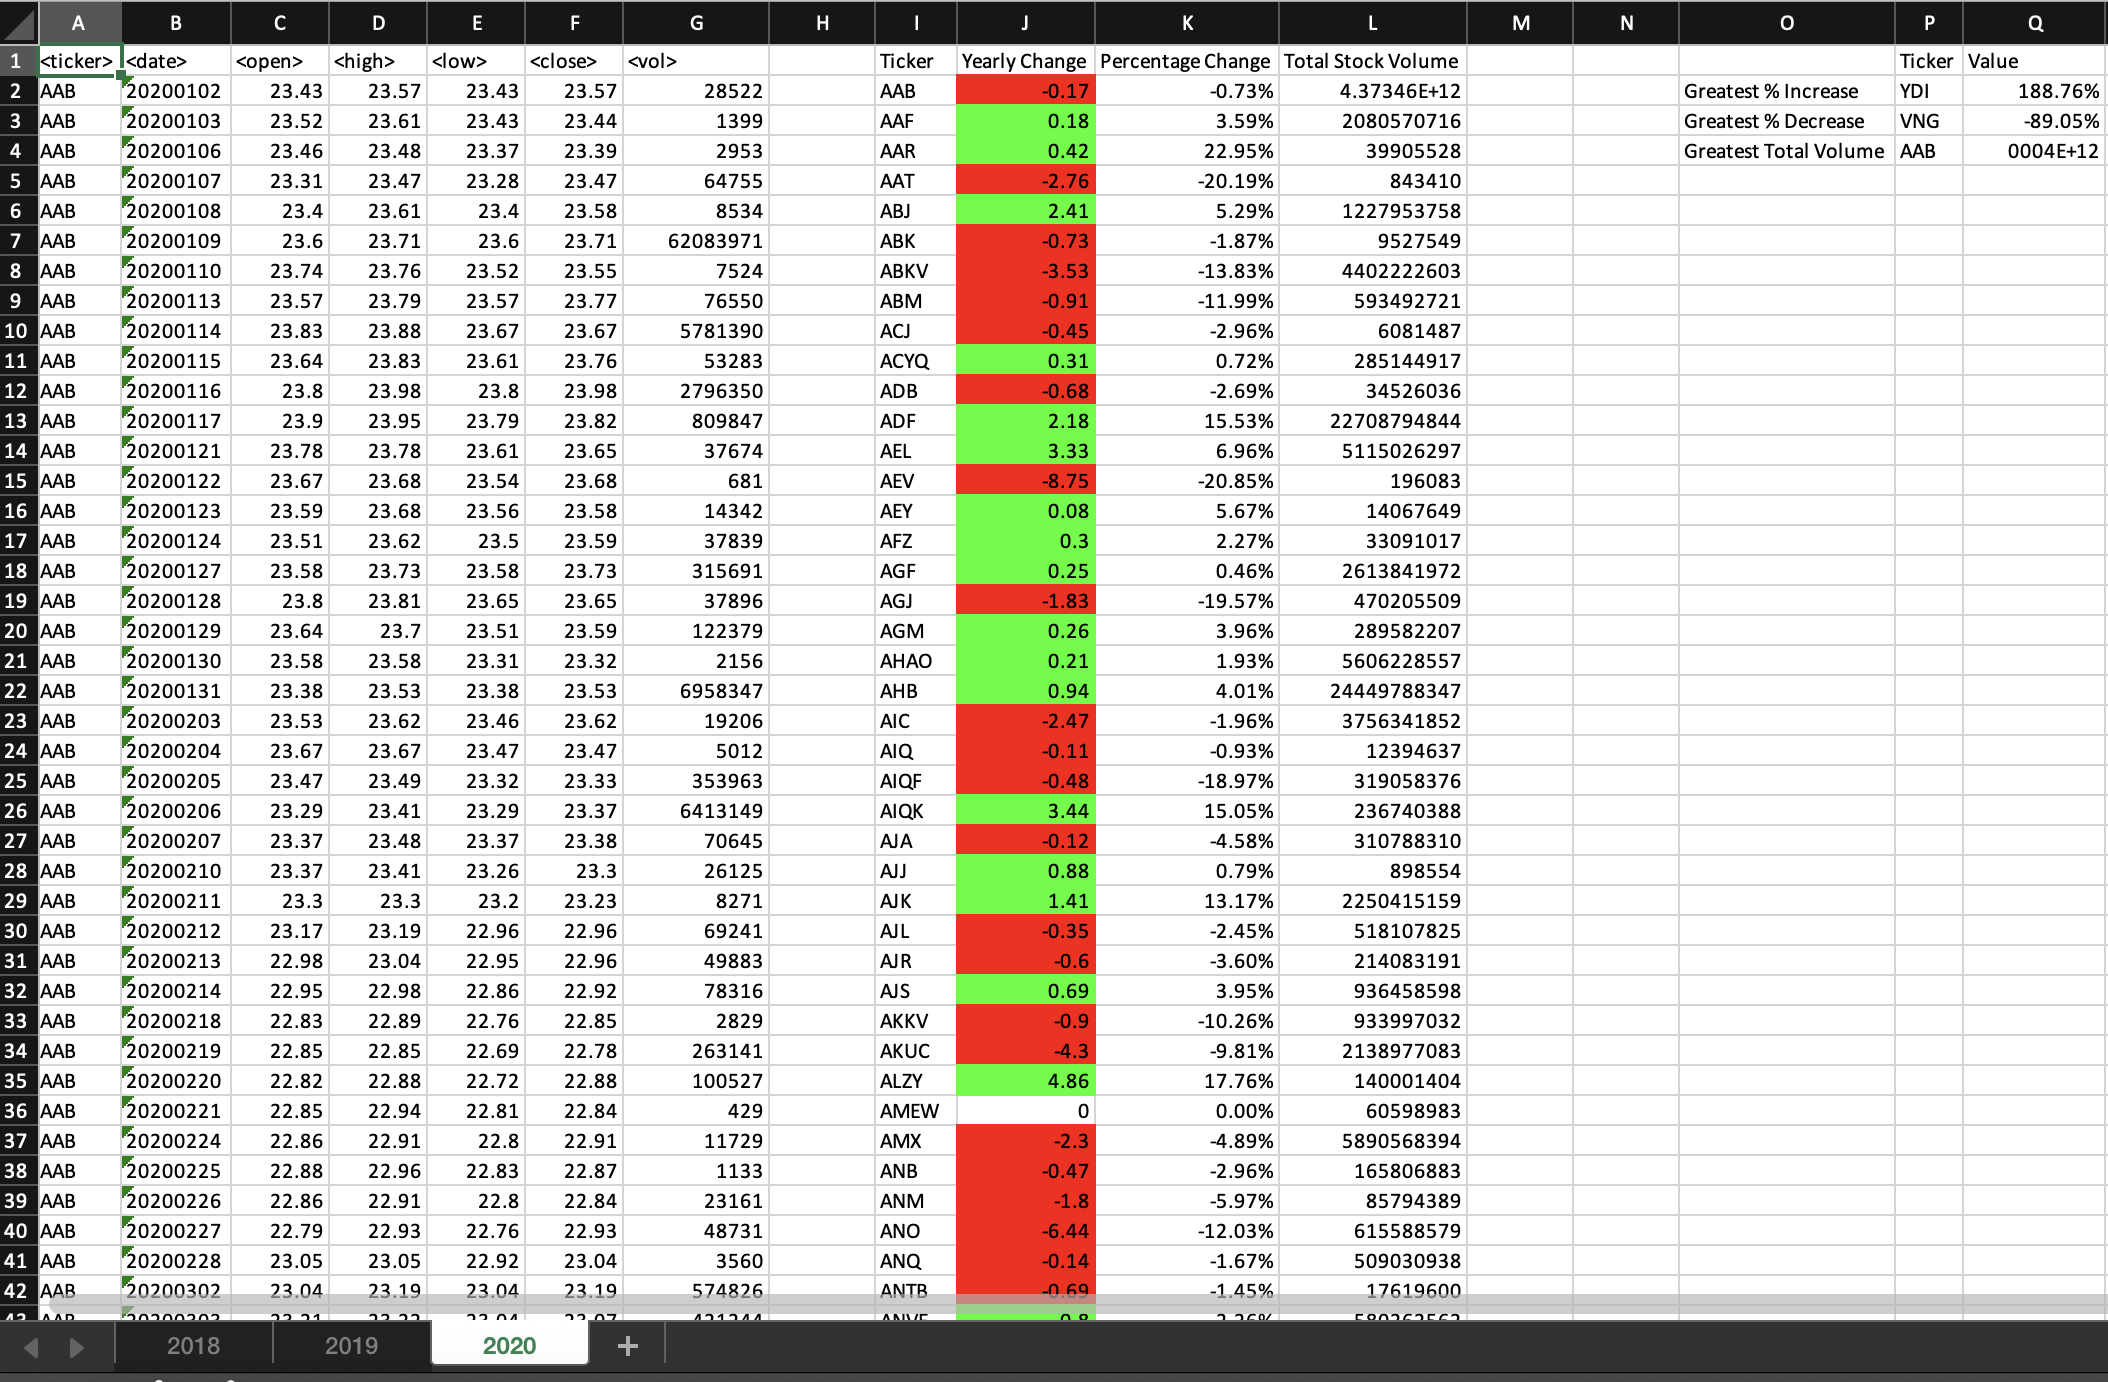 A B C D E F G H I J K L M N O P Q
1 <ticker> <date> <open> <high> <low> <close> <vol> Ticker Yearly Change Percentage Change Total Stock Volume Ticker Value
2 AAB 20200102 23.43 23.57 23.43 23.57 28522 AAB -0.17 -0.73% 4.37346E+12 Greatest % Increase YDI 188.76%
3 AAB 20200103 23.52 23.61 23.43 23.44 1399 AAF 0.18 3.59% 2080570716 Greatest % Decrease VNG -89.05%
4 AAB 20200106 23.46 23.48 23.37 23.39 2953 AAR 0.42 22.95% 39905528 Greatest Total Volume AAB 0004E+12
5 AAB 20200107 23.31 23.47 23.28 23.47 64755 AAT -2.76 -20.19% 843410
6 AAB 20200108 23.4 23.61 23.4 23.58 8534 ABJ 2.41 5.29% 1227953758
7 AAB 20200109 23.6 23.71 23.6 23.71 62083971 ABK -0.73 -1.87% 9527549
8 AAB 20200110 23.74 23.76 23.52 23.55 7524 ABKV -3.53 -13.83% 4402222603
9 AAB 20200113 23.57 23.79 23.57 23.77 76550 ABM -0.91 -11.99% 593492721
10 AAB 20200114 23.83 23.88 23.67 23.67 5781390 ACJ -0.45 -2.96% 6081487
11 AAB 20200115 23.64 23.83 23.61 23.76 53283 ACYQ 0.31 0.72% 285144917
12 AAB 20200116 23.8 23.98 23.8 23.98 2796350 ADB -0.68 -2.69% 34526036
13 AAB 20200117 23.9 23.95 23.79 23.82 809847 ADF 2.18 15.53% 22708794844
14 AAB 20200121 23.78 23.78 23.61 23.65 37674 AEL 3.33 6.96% 5115026297
15 AAB 20200122 23.67 23.68 23.54 23.68 681 AEV -8.75 -20.85% 196083
16 AAB 20200123 23.59 23.68 23.56 23.58 14342 AEY 0.08 5.67% 14067649
17 AAB 20200124 23.51 23.62 23.5 23.59 37839 AFZ 0.3 2.27% 33091017
18 AAB 20200127 23.58 23.73 23.58 23.73 315691 AGF 0.25 0.46% 2613841972
19 AAB 20200128 23.8 23.81 23.65 23.65 37896 AGJ -1.83 -19.57% 470205509
20 AAB 20200129 23.64 23.7 23.51 23.59 122379 AGM 0.26 3.96% 289582207
21 AAB 20200130 23.58 23.58 23.31 23.32 2156 AHAO 0.21 1.93% 5606228557
22 AAB 20200131 23.38 23.53 23.38 23.53 6958347 AHB 0.94 4.01% 24449788347
23 AAB 20200203 23.53 23.62 23.46 23.62 19206 AIC -2.47 -1.96% 3756341852
24 AAB 20200204 23.67 23.67 23.47 23.47 5012 AIQ -0.11 -0.93% 12394637
25 AAB 20200205 23.47 23.49 23.32 23.33 353963 AIQF -0.48 -18.97% 319058376
26 AAB 20200206 23.29 23.41 23.29 23.37 6413149 AIQK 3.44 15.05% 236740388
27 AAB 20200207 23.37 23.48 23.37 23.38 70645 AJA -0.12 -4.58% 310788310
28 AAB 20200210 23.37 23.41 23.26 23.3 26125 AJJ 0.88 0.79% 898554
29 AAB 20200211 23.3 23.3 23.2 23.23 8271 AJK 1.41 13.17% 2250415159
30 AAB 20200212 23.17 23.19 22.96 22.96 69241 AJL -0.35 -2.45% 518107825
31 AAB 20200213 22.98 23.04 22.95 22.96 49883 AJR -0.6 -3.60% 214083191
32 AAB 20200214 22.95 22.98 22.86 22.92 78316 AJS 0.69 3.95% 936458598
33 AAB 20200218 22.83 22.89 22.76 22.85 2829 AKKV -0.9 -10.26% 933997032
34 AAB 20200219 22.85 22.85 22.69 22.78 263141 AKUC -4.3 -9.81% 2138977083
35 AAB 20200220 22.82 22.88 22.72 22.88 100527 ALZY 4.86 17.76% 140001404
36 AAB 20200221 22.85 22.94 22.81 22.84 429 AMEW 0 0.00% 60598983
37 AAB 20200224 22.86 22.91 22.8 22.91 11729 AMX -2.3 -4.89% 5890568394
38 AAB 20200225 22.88 22.96 22.83 22.87 1133 ANB -0.47 -2.96% 165806883
39 AAB 20200226 22.86 22.91 22.8 22.84 23161 ANM -1.8 -5.97% 85794389
40 AAB 20200227 22.79 22.93 22.76 22.93 48731 ANO -6.44 -12.03% 615588579
41 AAB 20200228 23.05 23.05 22.92 23.04 3560 ANQ -0.14 -1.67% 509030938
42 AAB 20200302 23.04 23.19 23.04 23.19 574826 ANTB -0.69 -1.45% 17619600
2018 2019 2020 +